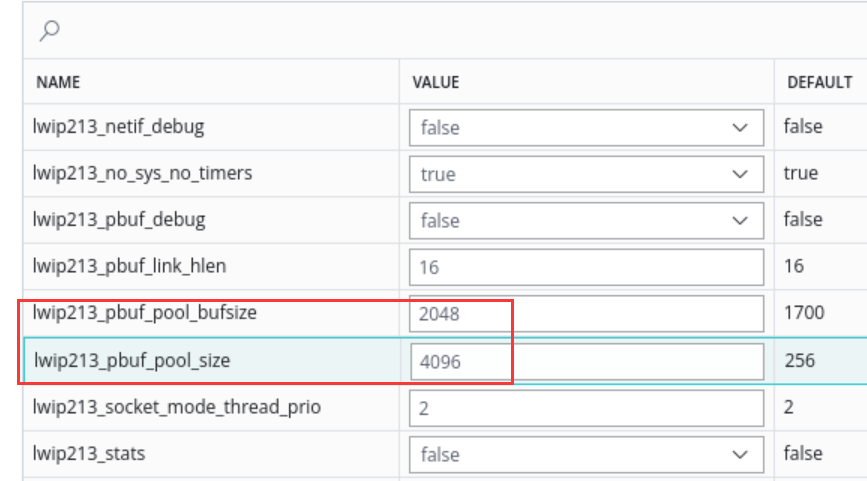 NAME VALUE DEFAULT
lwip213_netif_debug false false
lwip213_no_sys_no_timers true true
lwip213_pbuf_debug false false
lwip213_pbuf_link_hlen 16 16
lwip213_pbuf_pool_bufsize 2048 1700
lwip213_pbuf_pool_size 4096 256
lwip213_socket_mode_thread_prio 2 2
lwip213_stats false false